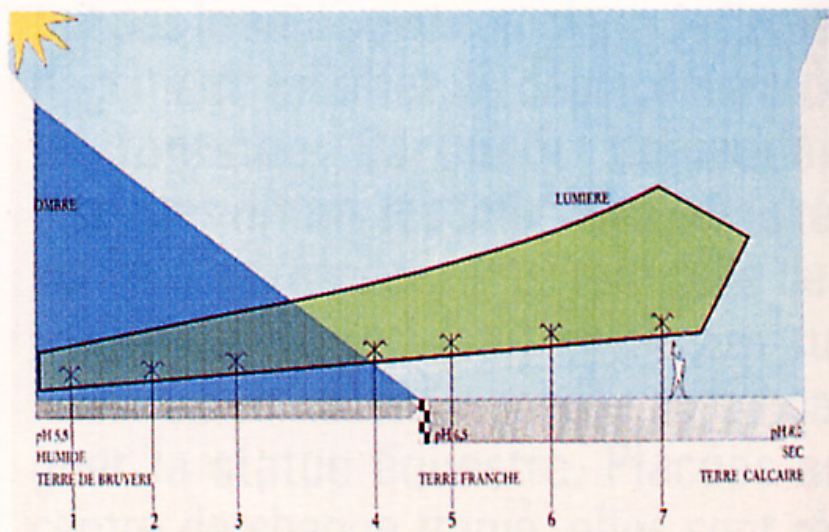 OMBRE
LUMIERE
pH 5,5
pH 6,5
pH 8,2
HUMIDE
SEC
TERRE DE BRUYERE
TERRE FRANCHE
TERRE CALCAIRE
1
2
3
4
5
6
7